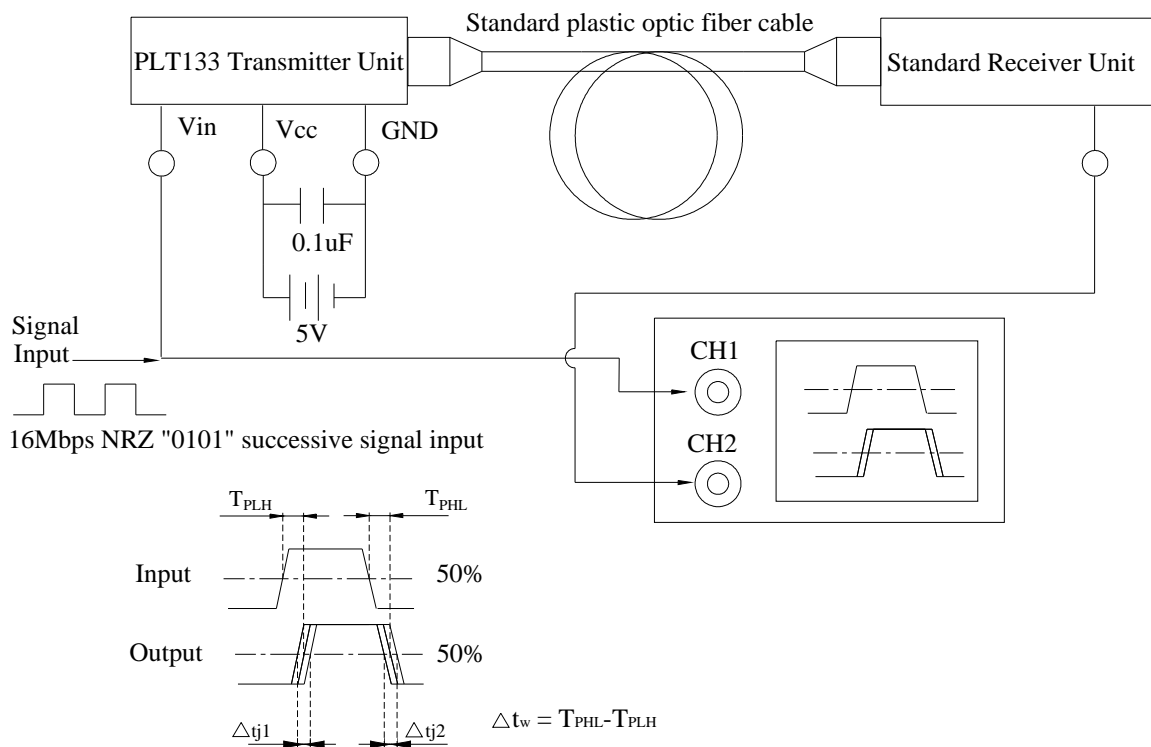 Standard plastic optic fiber cable
PLT133 Transmitter Unit
Standard Receiver Unit
Vin
Vcc
GND
0.1uF
5V
Signal
Input
CH1
CH2
16Mbps NRZ "0101" successive signal input
TPLH
TPHL
Input
50%
Output
50%
△tj1
△tj2
△tw = TPHL-TPLH